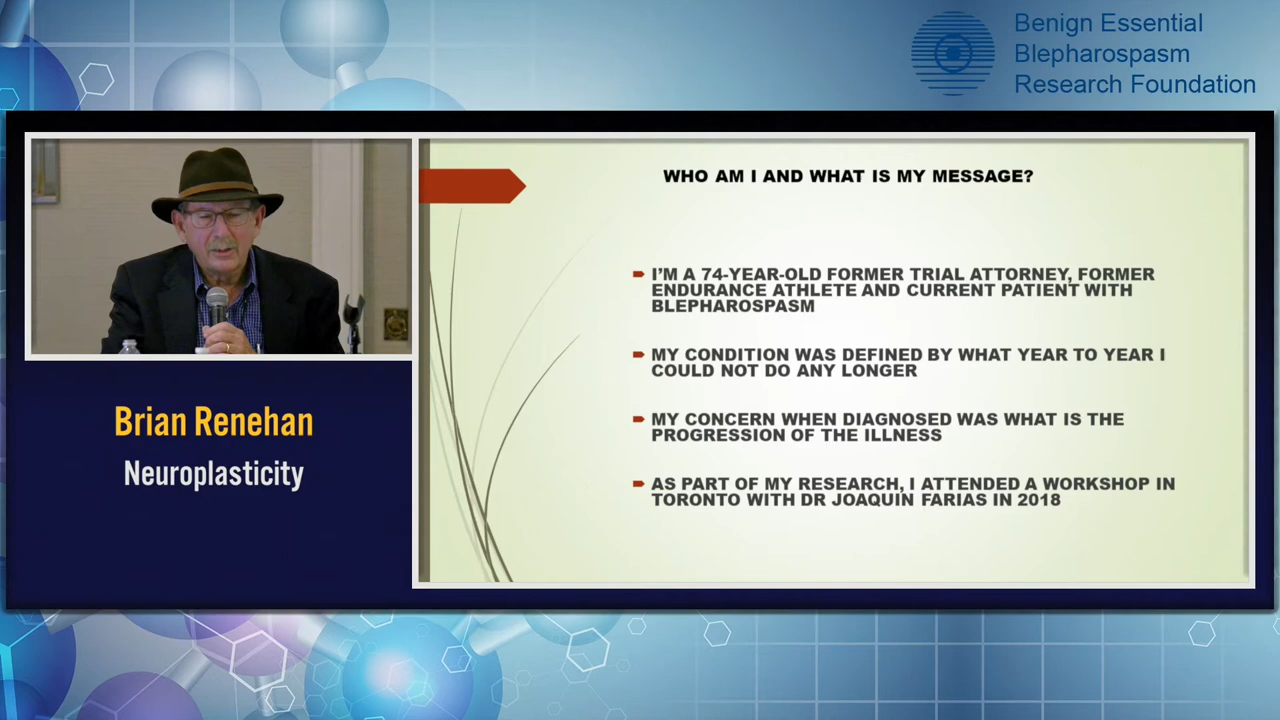 Benign Essential
Blepharospasm
Research Foundation
WHO AM I AND WHAT IS MY MESSAGE?
I'M A 74-YEAR-OLD FORMER TRIAL ATTORNEY, FORMER
ENDURANCE ATHLETE AND CURRENT PATIENT WITH
BLEPHAROSPASM
MY CONDITION WAS DEFINED BY WHAT YEAR TO YEAR I
COULD NOT DO ANY LONGER
MY CONCERN WHEN DIAGNOSED WAS WHAT IS THE
PROGRESSION OF THE ILLNESS
AS PART OF MY RESEARCH, I ATTENDED A WORKSHOP IN
TORONTO WITH DR JOAQUIN FARIAS IN 2018
Brian Renehan
Neuroplasticity